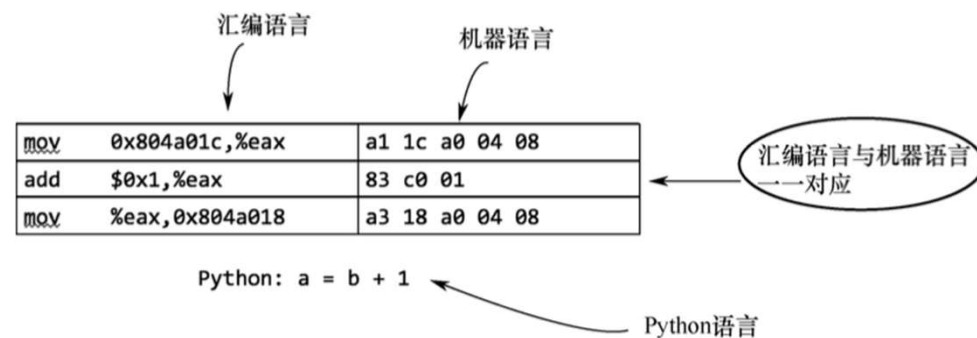 汇编语言
机器语言
mov 0x804a01c,%eax a1 1c a0 04 08
add $0x1,%eax 83 c0 01
mov %eax,0x804a018 a3 18 a0 04 08
汇编语言与机器语言
一一对应
Python: a = b + 1
Python语言